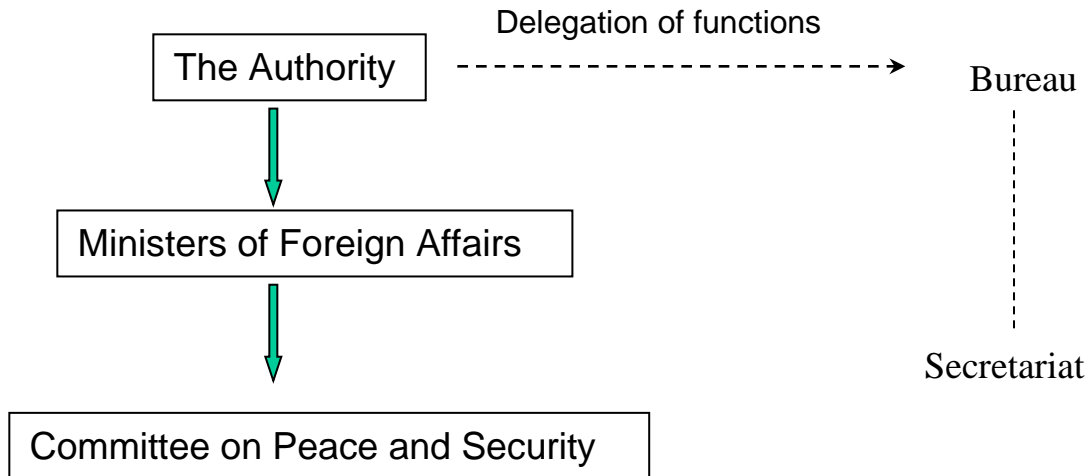 Delegation of functions
The Authority
Bureau
Ministers of Foreign Affairs
Secretariat
Committee on Peace and Security